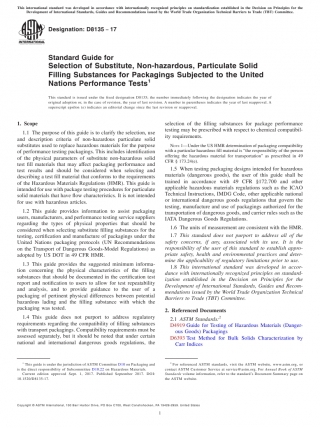 This international standard was developed in accordance with internationally recognized principles on standardization established in the Decision on Principles for the
Development of International Standards, Guides and Recommendations issued by the World Trade Organization Technical Barriers to Trade (TBT) Committee.
Designation: D8135 − 17
Standard Guide for
Selection of Substitute, Non-hazardous, Particulate Solid
Filling Substances for Packagings Subjected to the United
Nations Performance Tests¹
This standard is issued under the fixed designation D8135; the number immediately following the designation indicates the year of
original adoption or, in the case of revision, the year of last revision. A number in parentheses indicates the year of last reapproval. A
superscript epsilon (ε) indicates an editorial change since the last revision or reapproval.
1. Scope
1.1 The purpose of this guide is to clarify the selection, use
and description criteria of non-hazardous particulate solid
substitutes used to replace hazardous materials for the purpose
of performance testing packagings. This includes identification
of the physical parameters of substitute non-hazardous solid
test fill materials that may affect packaging performance and
test results and should be considered when selecting and
describing a test fill material that conforms to the requirements
of the Hazardous Materials Regulations (HMR). This guide is
intended for use with package testing procedures for particulate
solid materials that have flow characteristics. It is not intended
for use with hazardous articles.
1.2 This guide provides information to assist packaging
users, manufacturers, and performance testing service suppliers
regarding the types of physical properties that should be
considered when selecting substitute filling substances for the
testing, certification and manufacture of packagings under the
United Nations packaging protocols (UN Recommendations
on the Transport of Dangerous Goods-Model Regulations) as
adopted by US DOT in 49 CFR HMR.
1.3 This guide provides the suggested minimum informa-
tion concerning the physical characteristics of the filling
substances that should be documented in the certification test
report and notification to users to allow for test repeatability
and analysis, and to provide guidance to the user of a
packaging of pertinent physical differences between potential
hazardous lading and the filling substance with which the
packaging was tested.
1.4 This guide does not purport to address regulatory
requirements regarding the compatibility of filling substances
with transport packagings. Compatibility requirements must be
assessed separately, but it should be noted that under certain
national and international dangerous goods regulations, the
selection of the filling substances for package performance
testing may be prescribed with respect to chemical compatibil-
ity requirements.
NOTE 1—Under the US HMR determination of packaging compatibility
with a particular hazardous fill material is "the responsibility of the person
offering the hazardous material for transportation" as prescribed in 49
CFR § 173.24(e).
1.5 When testing packaging designs intended for hazardous
materials (dangerous goods), the user of this guide shall be
trained in accordance with 49 CFR §172.700 and other
applicable hazardous materials regulations such as the ICAO
Technical Instructions, IMDG Code, other applicable national
or international dangerous goods regulations that govern the
testing, manufacture and use of packagings authorized for the
transportation of dangerous goods, and carrier rules such as the
IATA Dangerous Goods Regulations.
1.6 The units of measurement are consistent with the HMR.
1.7 This standard does not purport to address all of the
safety concerns, if any, associated with its use. It is the
responsibility of the user of this standard to establish appro-
priate safety, health and environmental practices and deter-
mine the applicability of regulatory limitations prior to use.
1.8 This international standard was developed in accor-
dance with internationally recognized principles on standard-
ization established in the Decision on Principles for the
Development of International Standards, Guides and Recom-
mendations issued by the World Trade Organization Technical
Barriers to Trade (TBT) Committee.
2. Referenced Documents
2.1 ASTM Standards:²
D4919 Guide for Testing of Hazardous Materials (Danger-
ous Goods) Packagings
D6393 Test Method for Bulk Solids Characterization by
Carr Indices
¹ This guide is under the jurisdiction of ASTM Committee D10 on Packaging and
is the direct responsibility of Subcommittee D10.22 on Hazardous Materials.
Current edition approved Sept. 1, 2017. Published September 2017. DOI:
10.1520/D8135-17.
² For referenced ASTM standards, visit the ASTM website, www.astm.org, or
contact ASTM Customer Service at service@astm.org. For Annual Book of ASTM
Standards volume information, refer to the standard's Document Summary page on
the ASTM website.
Copyright © ASTM International, 100 Barr Harbor Drive, PO Box C700, West Conshohocken, PA 19428-2959. United States
1